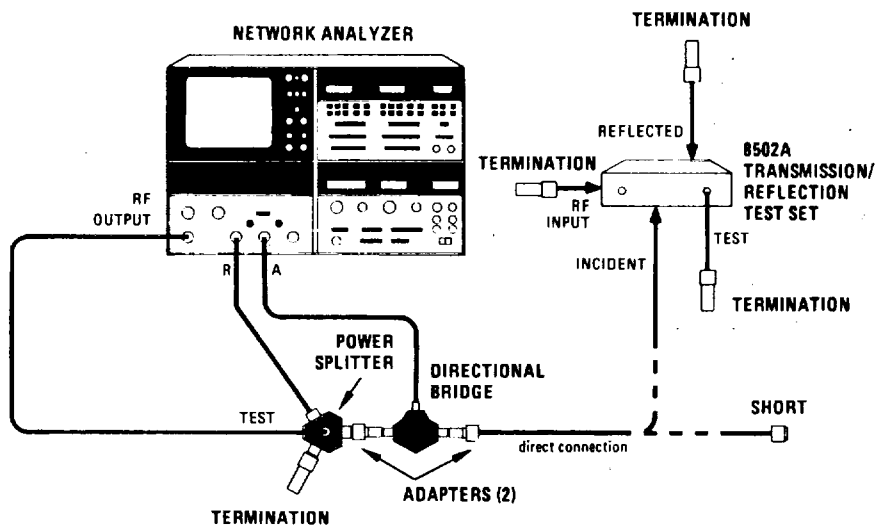 NETWORK ANALYZER
TERMINATION
REFLECTED
TERMINATION
RF
INPUT
8502A
TRANSMISSION/
REFLECTION
TEST SET
RF
OUTPUT
R
A
INCIDENT
TEST
TERMINATION
POWER
SPLITTER
DIRECTIONAL
BRIDGE
TEST
SHORT
direct connection
ADAPTERS (2)
TERMINATION